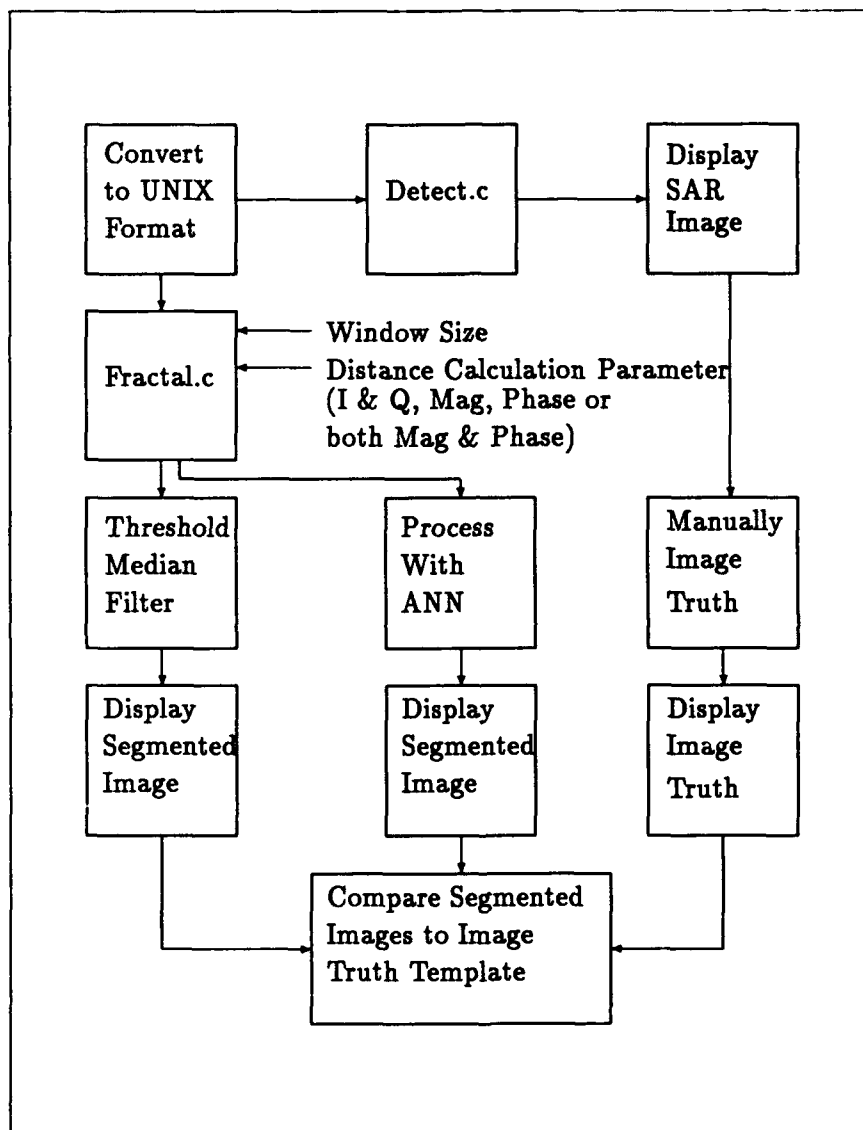 Convert
to UNIX
Format
Detect.c
Display
SAR
Image
Fractal.c
Window Size
Distance Calculation Parameter
(I & Q, Mag, Phase or
both Mag & Phase)
Threshold
Median
Filter
Process
With
ANN
Manually
Image
Truth
Display
Segmented
Image
Display
Segmented
Image
Display
Image
Truth
Compare Segmented
Images to Image
Truth Template